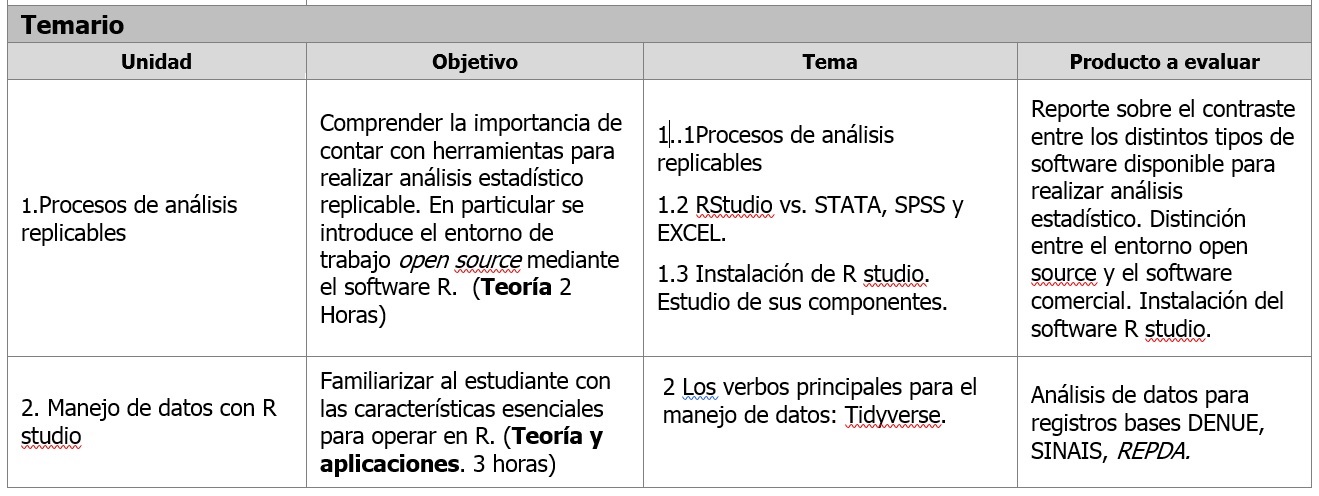 Temario
Unidad
Objetivo
Tema
Producto a evaluar
1.Procesos de análisis
replicables
Comprender la importancia de
contar con herramientas para
realizar análisis estadístico
replicable. En particular se
introduce el entorno de
trabajo open source mediante
el software R. (Teoría 2
Horas)
1..1Procesos de análisis
replicables
1.2 RStudio vs. STATA, SPSS y
EXCEL.
1.3 Instalación de R studio.
Estudio de sus componentes.
Reporte sobre el contraste
entre los distintos tipos de
software disponible para
realizar análisis
estadístico. Distinción
entre el entorno open
source y el software
comercial. Instalación del
software R studio.
2. Manejo de datos con R
studio
Familiarizar al estudiante con
las características esenciales
para operar en R. (Teoría y
aplicaciones. 3 horas)
2 Los verbos principales para el
manejo de datos: Tidyverse.
Análisis de datos para
registros bases DENUE,
SINAIS, REPDA.